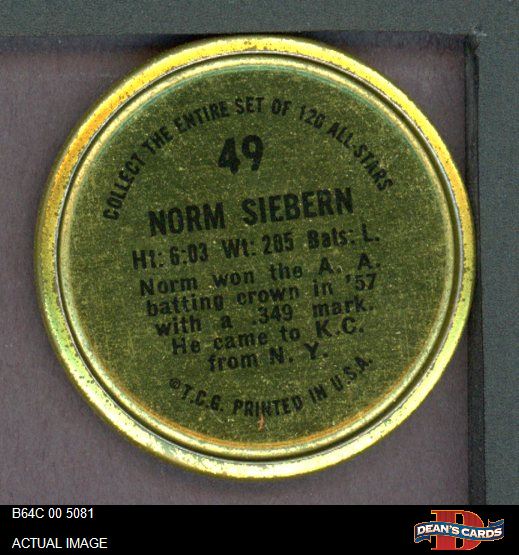 COLLECT THE ENTIRE SET OF 120 ALL-STARS
49
NORM SIEBERN
Ht: 6:03 Wt: 205 Bats: L.
Norm won the A. A.
batting crown in '57
with a .349 mark.
He came to K.C.
from N. Y.
©T.C.G. PRINTED IN U.S.A.
B64C 00 5081
ACTUAL IMAGE
DEAN'S CARDS